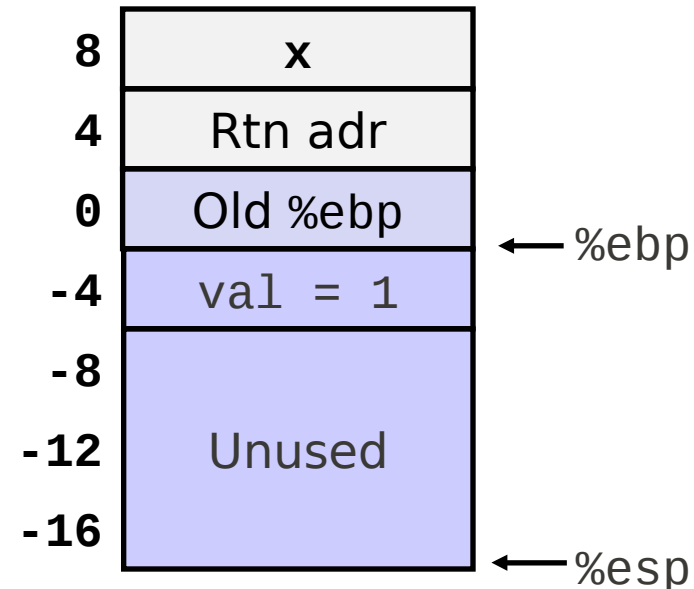 8 x
4 Rtn adr
0 Old %ebp
%ebp
-4 val = 1
-8
-12 Unused
-16
%esp